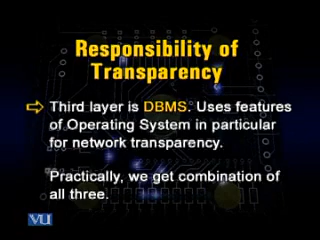 Responsibility of
Transparency
Third layer is DBMS. Uses features
of Operating System in particular
for network transparency.
Practically, we get combination of
all three.
VU